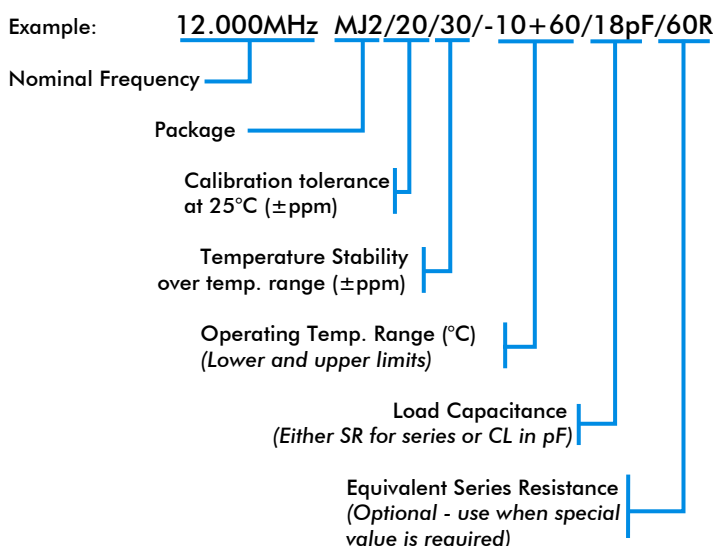 Example: 12.000MHz MJ2/20/30/-10+60/18pF/60R
Nominal Frequency
Package
Calibration tolerance
at 25°C (±ppm)
Temperature Stability
over temp. range (±ppm)
Operating Temp. Range (°C)
(Lower and upper limits)
Load Capacitance
(Either SR for series or CL in pF)
Equivalent Series Resistance
(Optional - use when special
value is required)